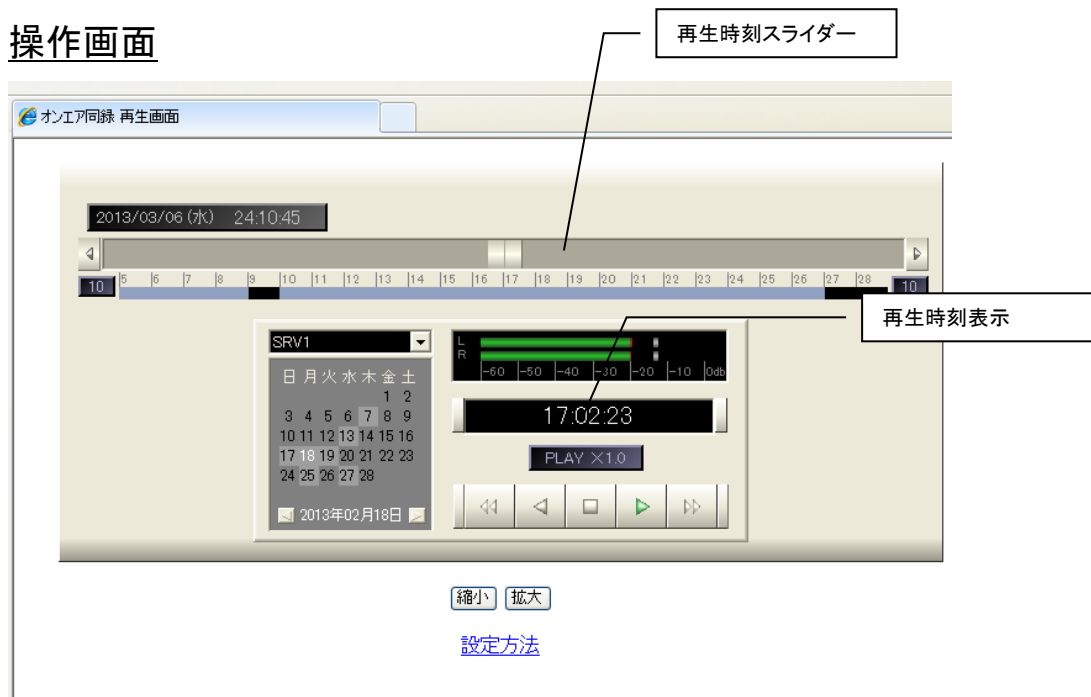 操作画面
再生時刻スライダー
オンエア同録 再生画面
2013/03/06 (水) 24:10:45
10 5 6 7 8 9 10 11 12 13 14 15 16 17 18 19 20 21 22 23 24 25 26 27 28 10
再生時刻表示
SRV1
日 月 火 水 木 金 土
1 2
3 4 5 6 7 8 9
10 11 12 13 14 15 16
17 18 19 20 21 22 23
24 25 26 27 28
2013年02月18日
L
R
-60 -50 -40 -30 -20 -10 0db
17:02:23
PLAY ×1.0
縮小 拡大
設定方法